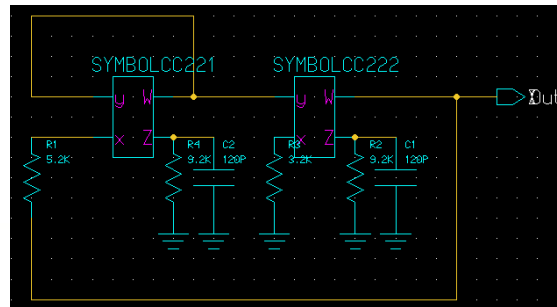 SYMBOLCC221 SYMBOLCC222
y W y W Out
X Z X Z
R1 R4 C2 R3 R2 C1
5.2K 9.2K 120P 3.2K 9.2K 120P